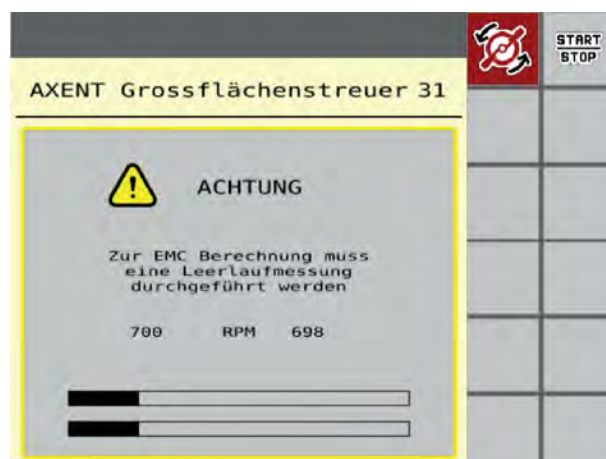 START
STOP
AXENT Grossflächenstreuer 31
ACHTUNG
Zur EMC Berechnung muss
eine Leerlaufmessung
durchgeführt werden
700 RPM 698